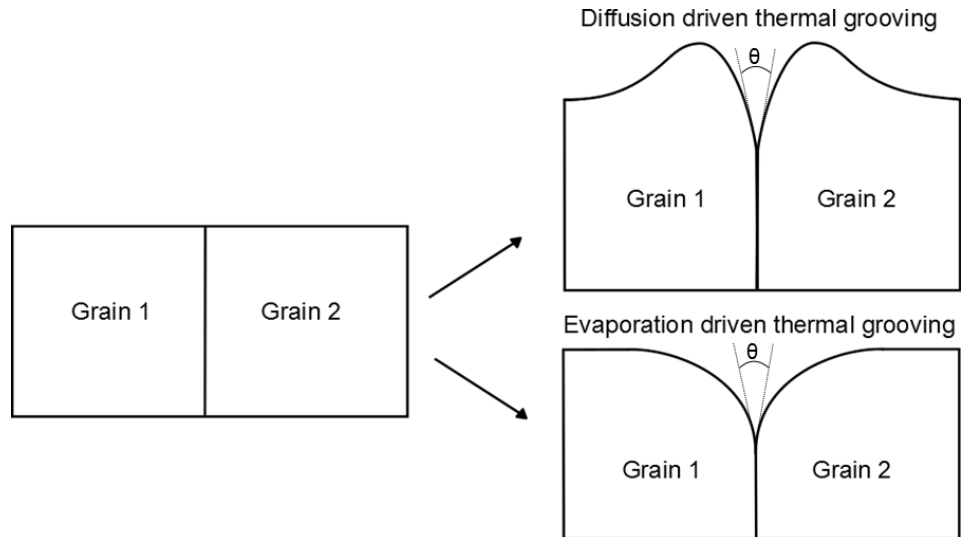 Diffusion driven thermal grooving
θ
Grain 1
Grain 2
Grain 1
Grain 2
Evaporation driven thermal grooving
θ
Grain 1
Grain 2